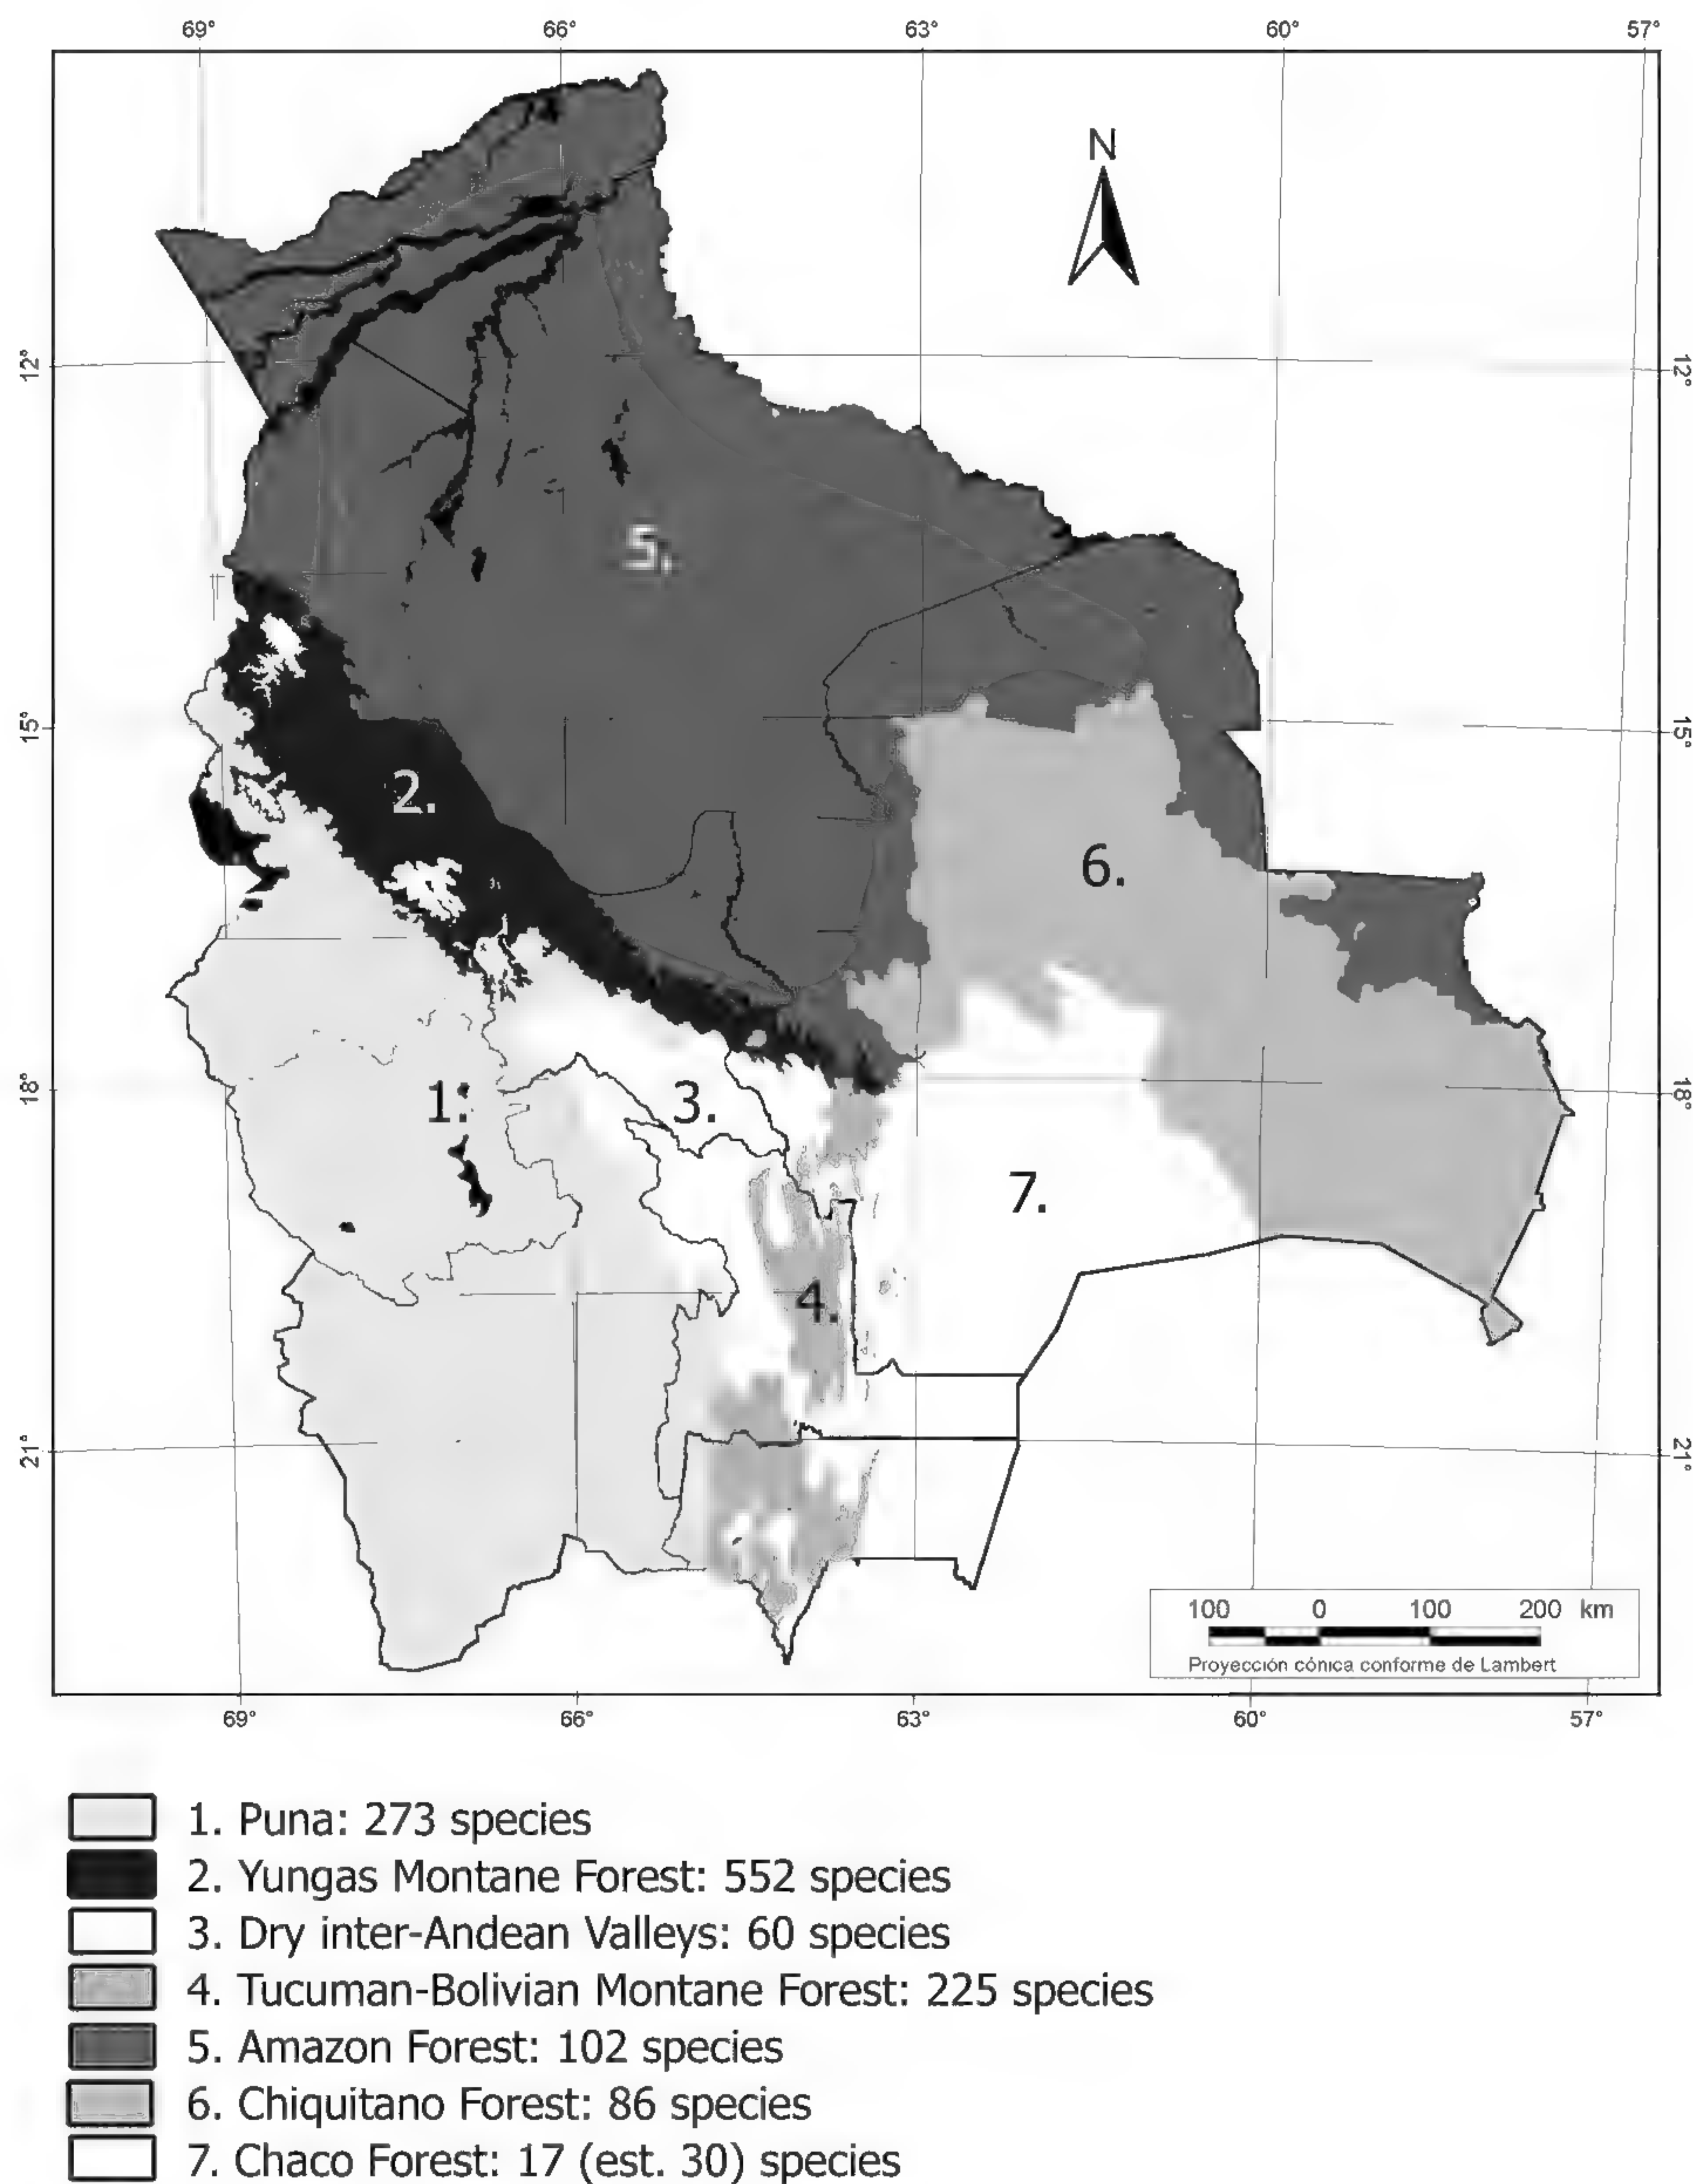 69° 66° 63° 60° 57°
N
12° 12°
5.
15° 15°
2.
6.
18° 18°
1.
3.
7.
4.
21° 21°
100 0 100 200 km
Proyección cónica conforme de Lambert
69° 66° 63° 60° 57°
1. Puna: 273 species
2. Yungas Montane Forest: 552 species
3. Dry inter-Andean Valleys: 60 species
4. Tucuman-Bolivian Montane Forest: 225 species
5. Amazon Forest: 102 species
6. Chiquitano Forest: 86 species
7. Chaco Forest: 17 (est. 30) species